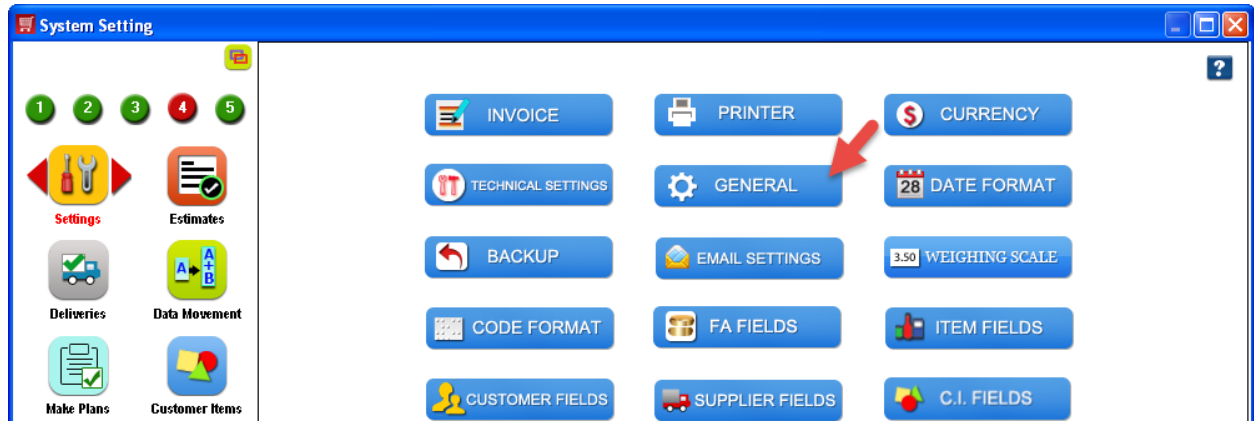 System Setting
?
1 2 3 4 5
INVOICE
PRINTER
$ CURRENCY
Settings
Estimates
TECHNICAL SETTINGS
GENERAL
28 DATE FORMAT
Deliveries
A A+B
Data Movement
BACKUP
EMAIL SETTINGS
3.50 WEIGHING SCALE
CODE FORMAT
FA FIELDS
ITEM FIELDS
Make Plans
Customer Items
CUSTOMER FIELDS
SUPPLIER FIELDS
C.I. FIELDS